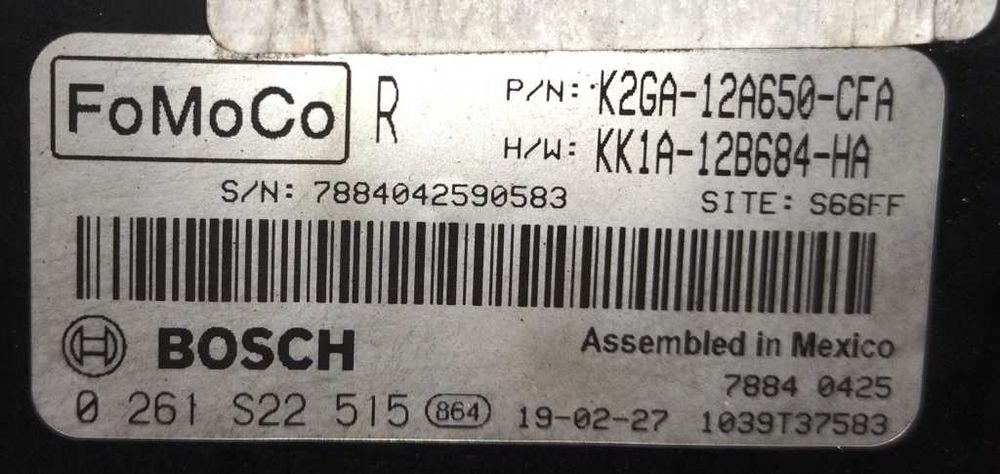 FoMoCo R P/N: K2GA-12A650-CFA
H/W: KK1A-12B684-HA
S/N: 7884042590583 SITE: S66FF
BOSCH Assembled in Mexico
7884 0425
0 261 S22 515 864 19-02-27 1039T37583